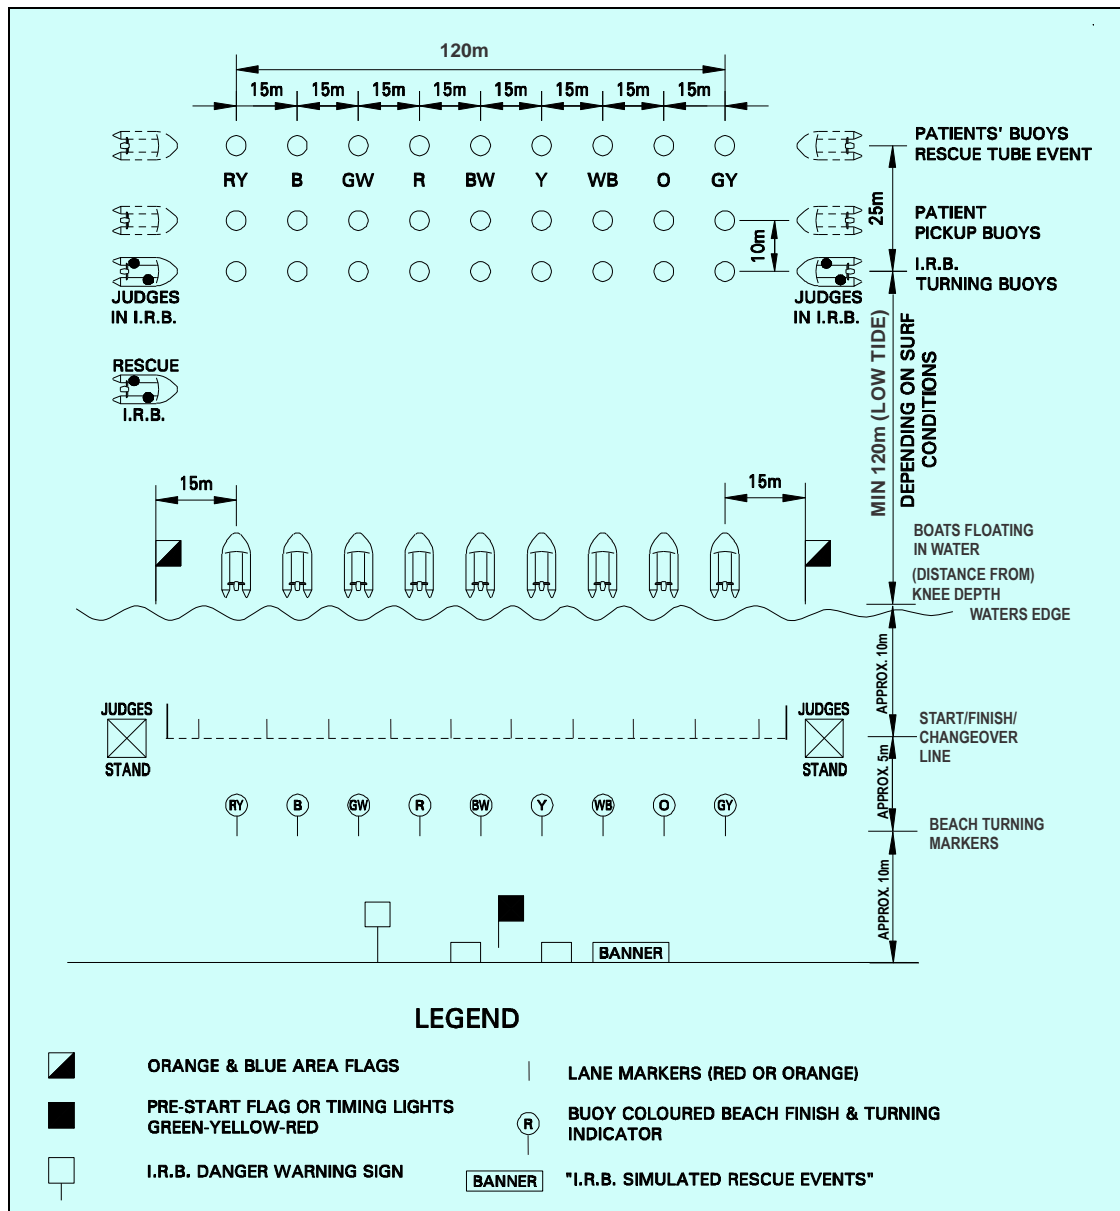 120m
15m 15m 15m 15m 15m 15m 15m 15m
PATIENTS' BUOYS
RESCUE TUBE EVENT
RY B GW R BW Y WB O GY
25m
PATIENT
PICKUP BUOYS
10m
I.R.B.
TURNING BUOYS
JUDGES
IN I.R.B.
JUDGES
IN I.R.B.
MIN 120m (LOW TIDE)
DEPENDING ON SURF
CONDITIONS
RESCUE
I.R.B.
15m
15m
BOATS FLOATING
IN WATER
(DISTANCE FROM)
KNEE DEPTH
WATERS EDGE
APPROX. 10m
JUDGES
STAND
JUDGES
STAND
START/FINISH/
CHANGEOVER
LINE
APPROX. 5m
RY B GW R BW Y WB O GY
BEACH TURNING
MARKERS
APPROX. 10m
BANNER
LEGEND
ORANGE & BLUE AREA FLAGS
PRE-START FLAG OR TIMING LIGHTS
GREEN-YELLOW-RED
I.R.B. DANGER WARNING SIGN
LANE MARKERS (RED OR ORANGE)
R
BUOY COLOURED BEACH FINISH & TURNING
INDICATOR
BANNER
"I.R.B. SIMULATED RESCUE EVENTS"